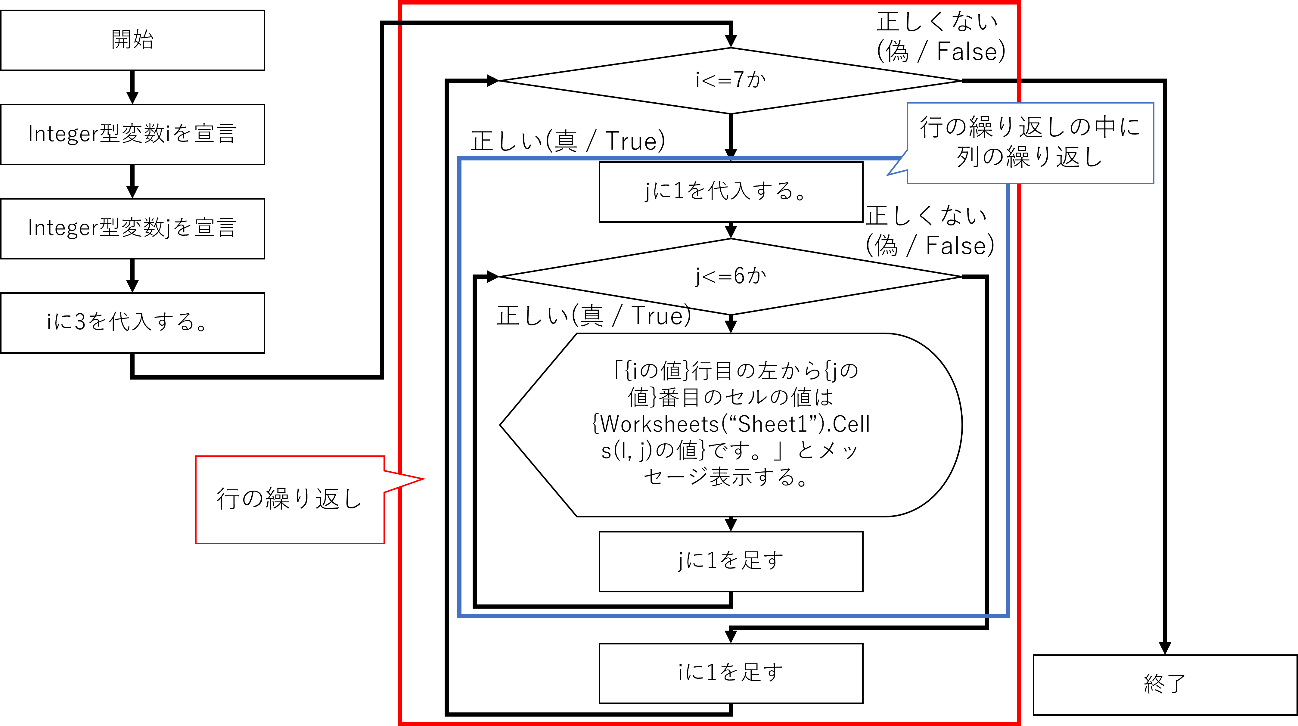 開始
Integer型変数iを宣言
Integer型変数jを宣言
iに3を代入する。
行の繰り返し
正しくない
(偽 / False)
i<=7か
正しい(真 / True)
行の繰り返しの中に
列の繰り返し
jに1を代入する。
正しくない
(偽 / False)
j<=6か
正しい(真 / True)
「{iの値}行目の左から{jの
値}番目のセルの値は
{Worksheets(“Sheet1”).Cell
s(I, j)の値}です。」とメッ
セージ表示する。
jに1を足す
iに1を足す
終了